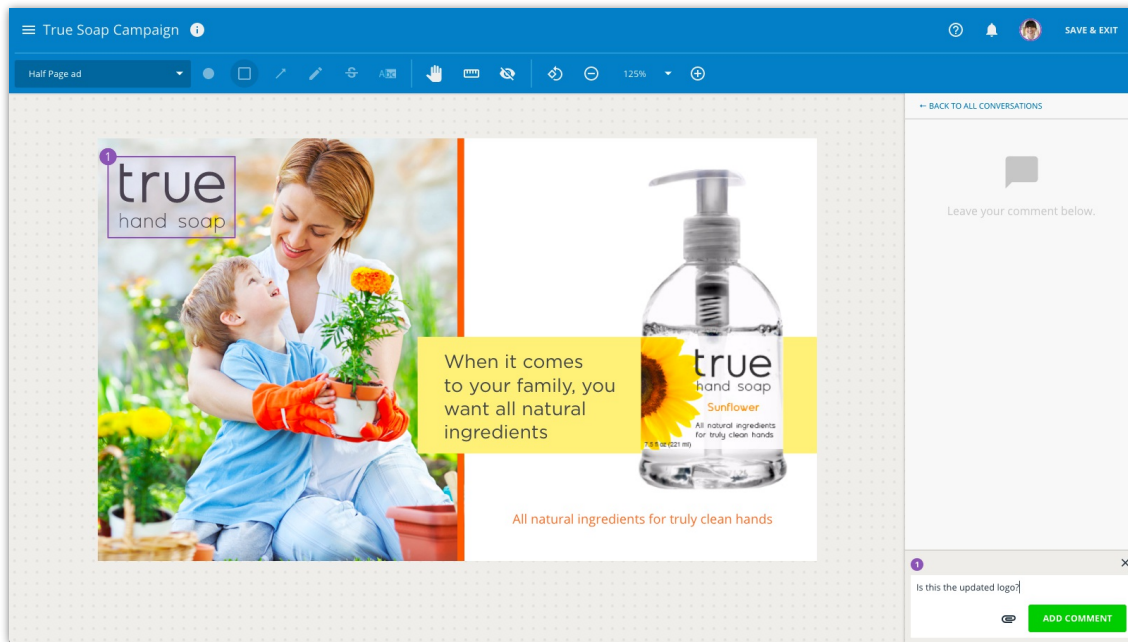 True Soap Campaign i
? SAVE & EXIT
Half Page ad
S
ABC
125%
← BACK TO ALL CONVERSATIONS
1
true
hand soap
Leave your comment below.
When it comes
to your family, you
want all natural
ingredients
true
hand soap
Sunflower
All natural ingredients
for truly clean hands
7.5 fl oz (221 ml)
All natural ingredients for truly clean hands
1
Is this the updated logo?
ADD COMMENT